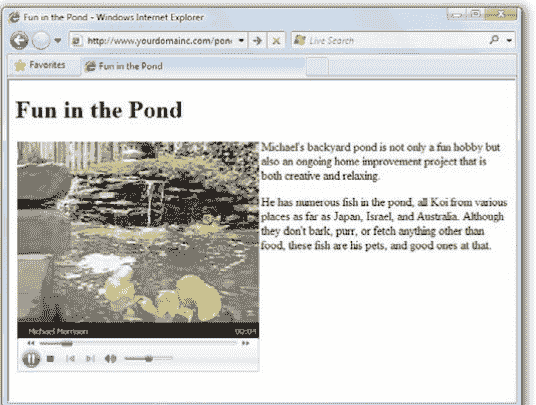 Fun in the Pond - Windows Internet Explorer
http://www.yourdomainc.com/pon
Live Search
Favorites
Fun in the Pond
Fun in the Pond
Michael's backyard pond is not only a fun hobby but
also an ongoing home improvement project that is
both creative and relaxing.
He has numerous fish in the pond, all Koi from various
places as far as Japan, Israel, and Australia. Although
they don't bark, purr, or fetch anything other than
food, these fish are his pets, and good ones at that.
Michael Morrison
00:04